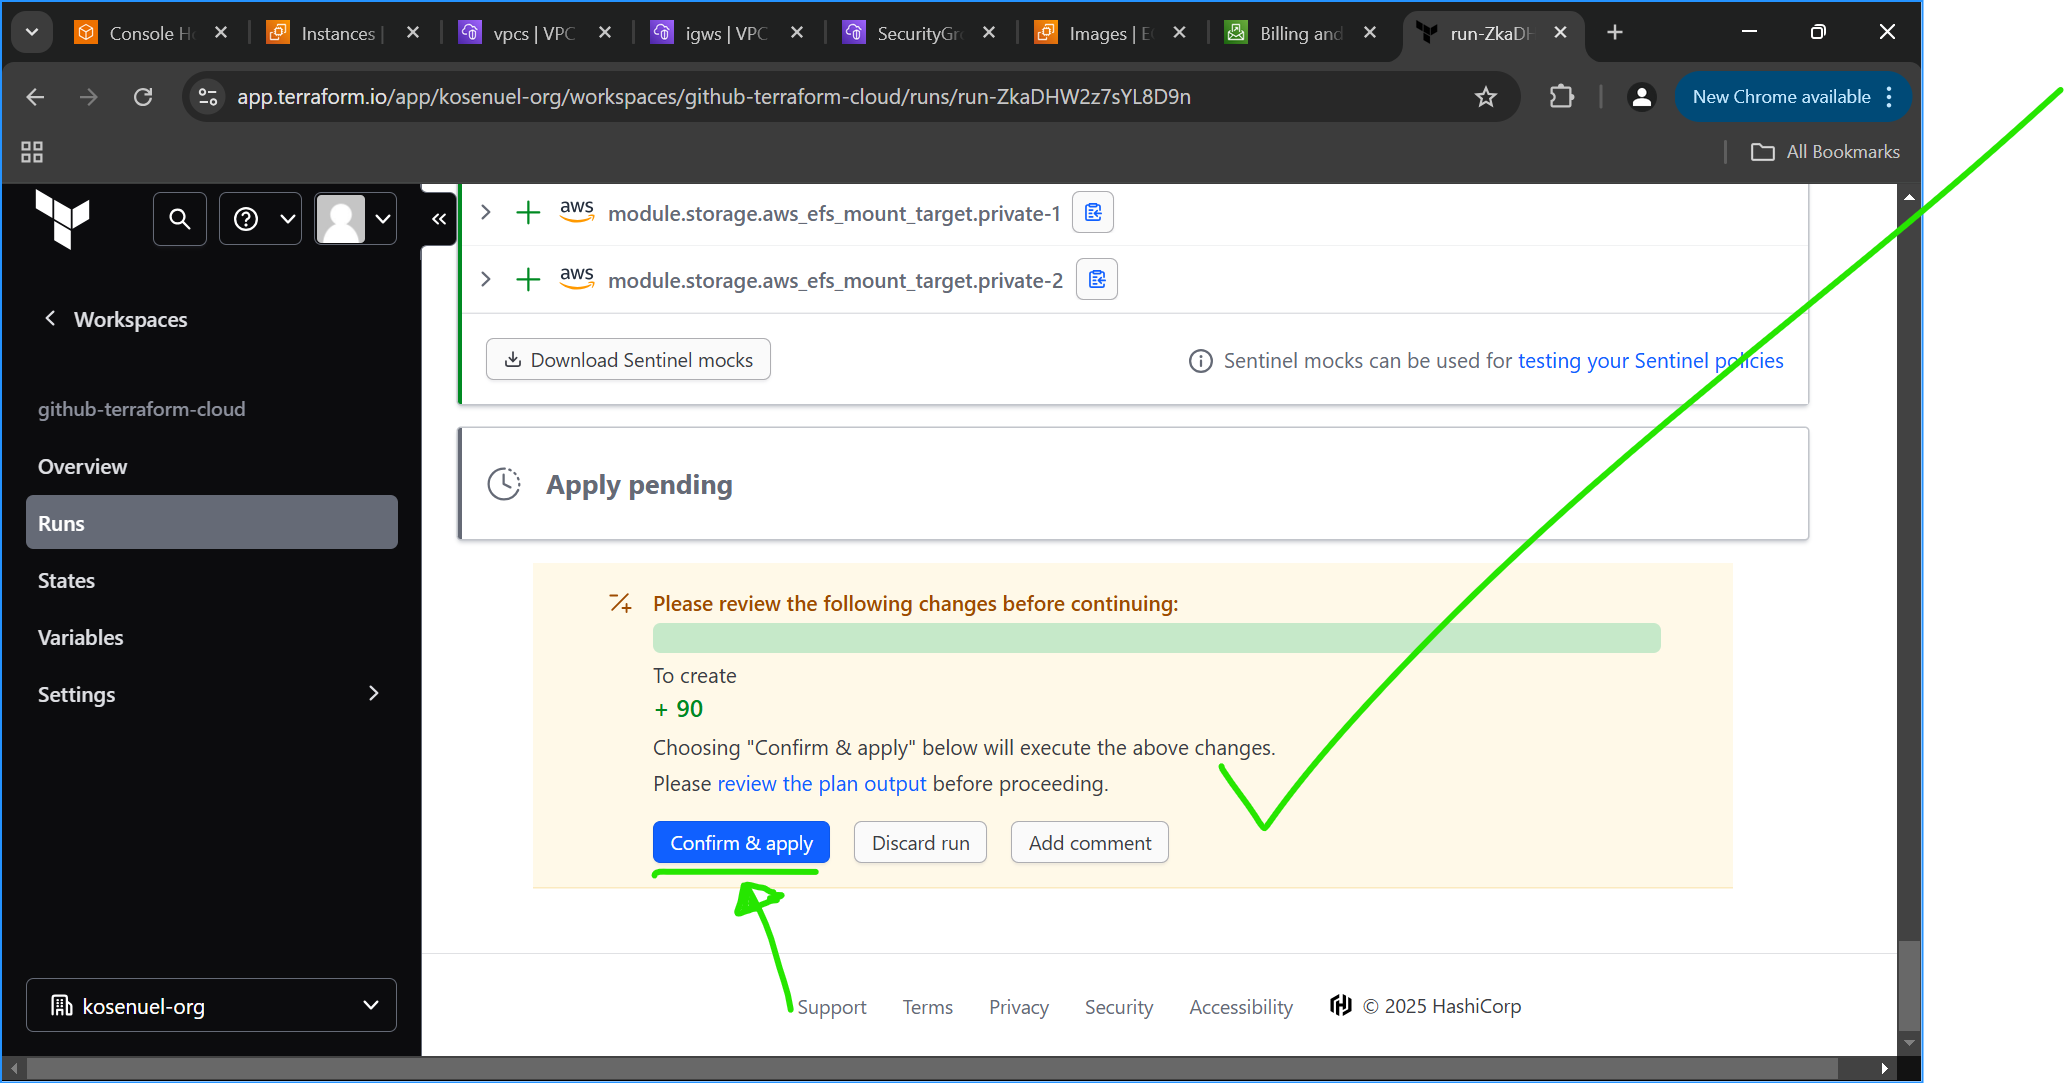 Console H
Instances |
vpcs | VPC
igws | VPC
SecurityGr
Images | E
Billing and
run-ZkaDH
app.terraform.io/app/kosenuel-org/workspaces/github-terraform-cloud/runs/run-ZkaDHW2z7sYL8D9n
New Chrome available
All Bookmarks
Workspaces
github-terraform-cloud
Overview
Runs
States
Variables
Settings
kosenuel-org
aws module.storage.aws_efs_mount_target.private-1
aws module.storage.aws_efs_mount_target.private-2
Download Sentinel mocks
Sentinel mocks can be used for testing your Sentinel policies
Apply pending
Please review the following changes before continuing:
To create
+ 90
Choosing "Confirm & apply" below will execute the above changes.
Please review the plan output before proceeding.
Confirm & apply
Discard run
Add comment
Support
Terms
Privacy
Security
Accessibility
© 2025 HashiCorp